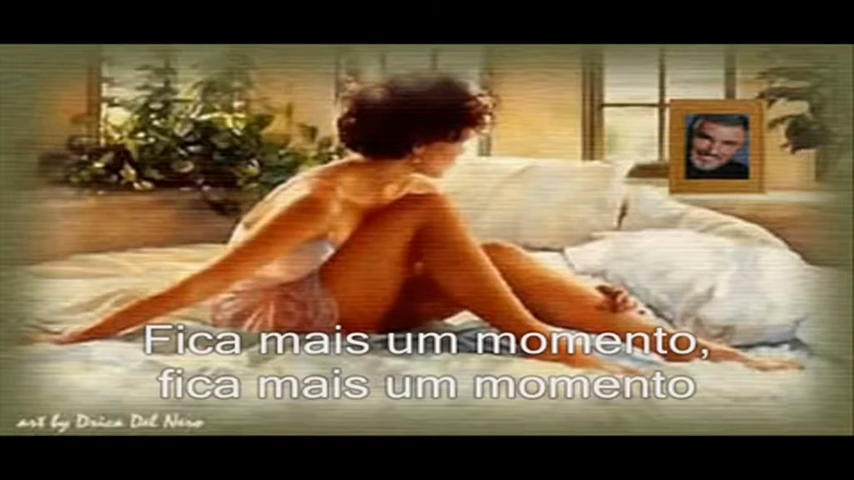 Fica mais um momento,
fica mais um momento
art by Drica Del Nero